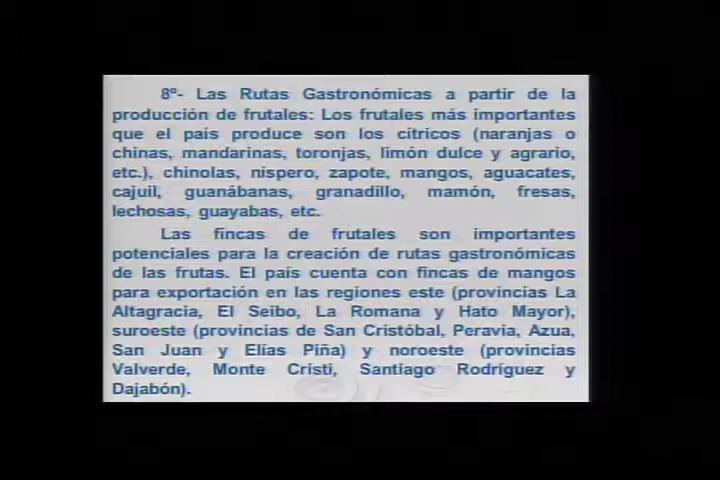 8º- Las Rutas Gastronómicas a partir de la
producción de frutales: Los frutales más importantes
que el país produce son los cítricos (naranjas o
chinas, mandarinas, toronjas, limón dulce y agrario,
etc.), chinolas, níspero, zapote, mangos, aguacates,
cajuil, guanábanas, granadillo, mamón, fresas,
lechosas, guayabas, etc.
Las fincas de frutales son importantes
potenciales para la creación de rutas gastronómicas
de las frutas. El país cuenta con fincas de mangos
para exportación en las regiones este (provincias La
Altagracia, El Seibo, La Romana y Hato Mayor),
suroeste (provincias de San Cristóbal, Peravia, Azua,
San Juan y Elías Piña) y noroeste (provincias
Valverde, Monte Cristi, Santiago Rodríguez y
Dajabón).